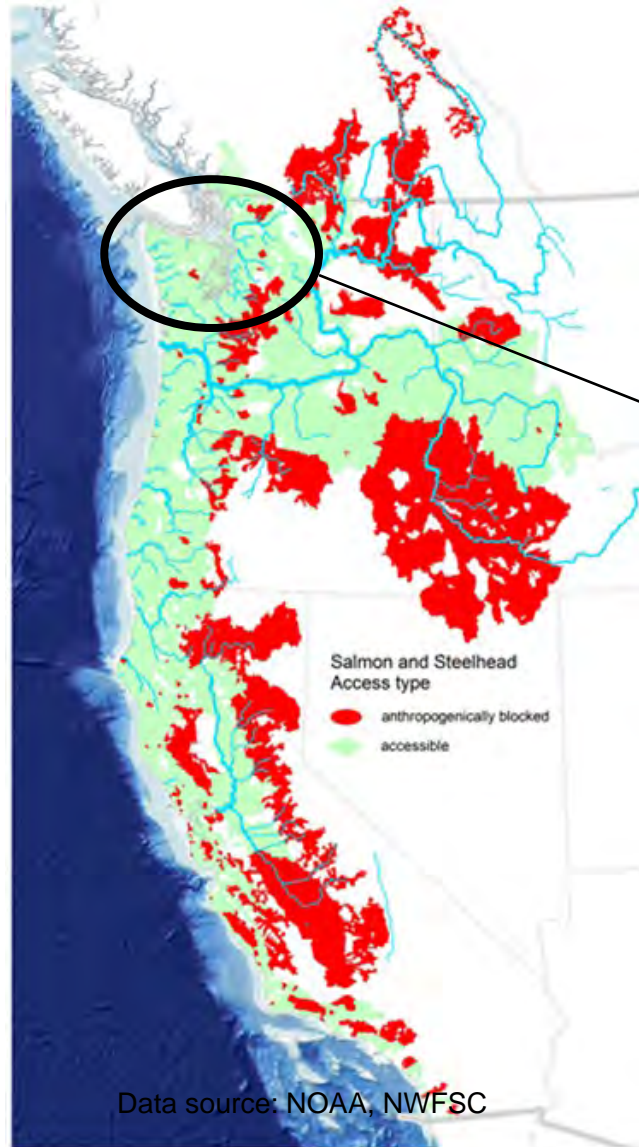 Salmon and Steelhead
Access type
anthropogenically blocked
accessible
Data source: NOAA, NWFSC